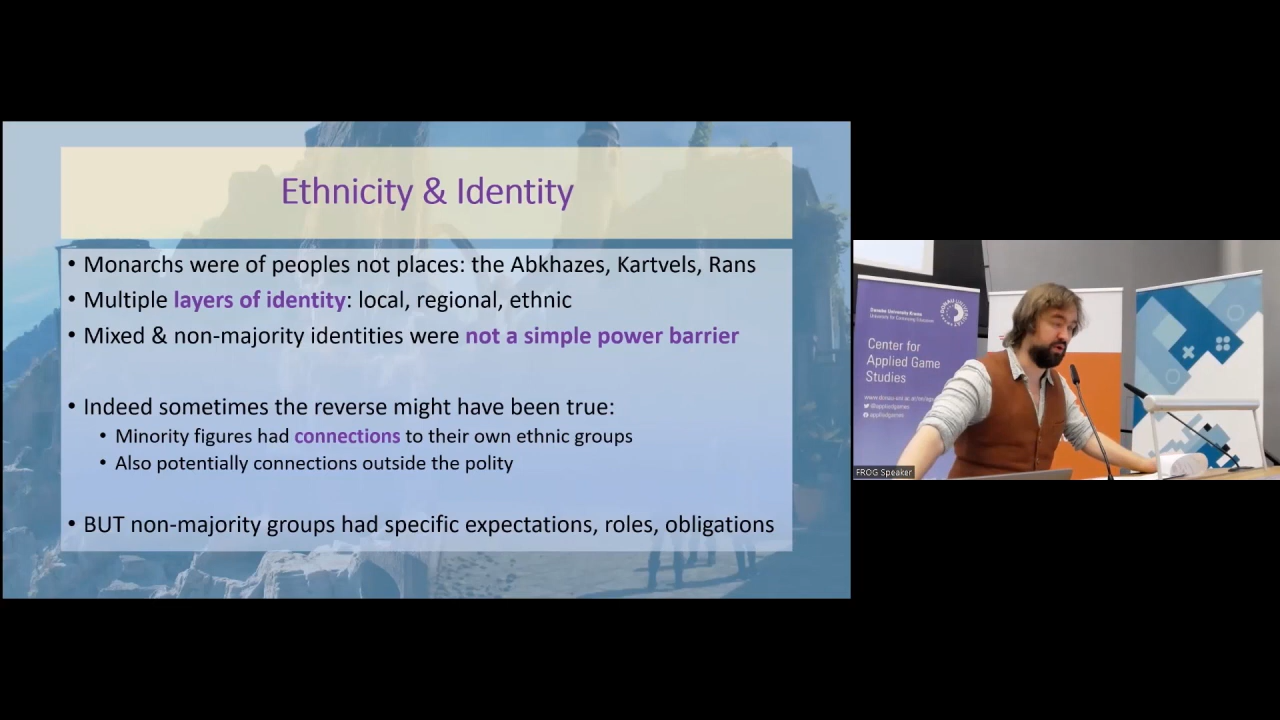 Ethnicity & Identity
• Monarchs were of peoples not places: the Abkhazes, Kartvels, Rans
• Multiple layers of identity: local, regional, ethnic
• Mixed & non-majority identities were not a simple power barrier
• Indeed sometimes the reverse might have been true:
• Minority figures had connections to their own ethnic groups
• Also potentially connections outside the polity
• BUT non-majority groups had specific expectations, roles, obligations
Center for
Applied Game
Studies
FROG Speaker